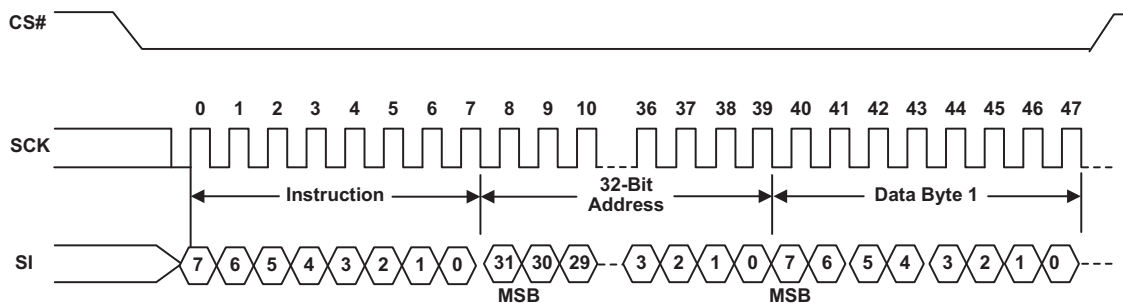 CS#
0 1 2 3 4 5 6 7 8 9 10 36 37 38 39 40 41 42 43 44 45 46 47
SCK
Instruction
32-Bit
Address
Data Byte 1
SI
7 6 5 4 3 2 1 0 31 30 29 3 2 1 0 7 6 5 4 3 2 1 0
MSB MSB